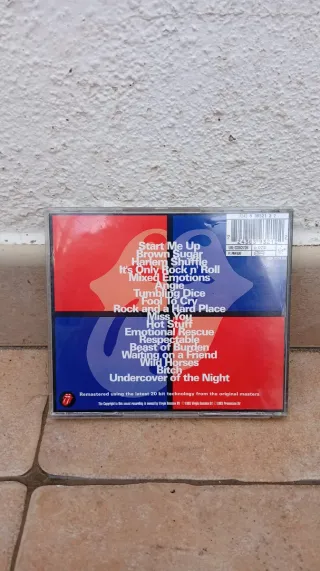 Start Me Up
Brown Sugar
Harlem Shuffle
It's Only Rock n' Roll
Mixed Emotions
Angie
Tumbling Dice
Fool To Cry
Rock and a Hard Place
Miss You
Hot Stuff
Emotional Rescue
Respectable
Beast of Burden
Waiting on a Friend
Wild Horses
Bitch
Undercover of the Night
Remastered using the latest 20 bit technology from the original masters